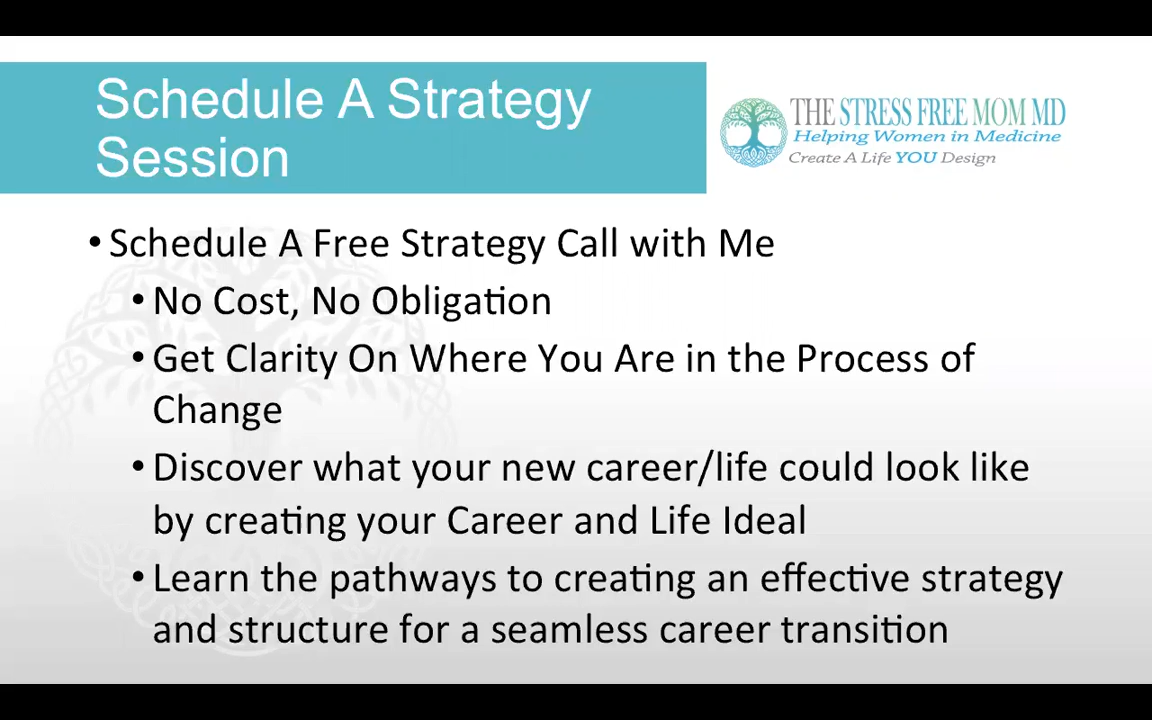 Schedule A Strategy
Session
THE STRESS FREE MOM MD
Helping Women in Medicine
Create A Life YOU Design
• Schedule A Free Strategy Call with Me
• No Cost, No Obligation
• Get Clarity On Where You Are in the Process of
Change
• Discover what your new career/life could look like
by creating your Career and Life Ideal
• Learn the pathways to creating an effective strategy
and structure for a seamless career transition